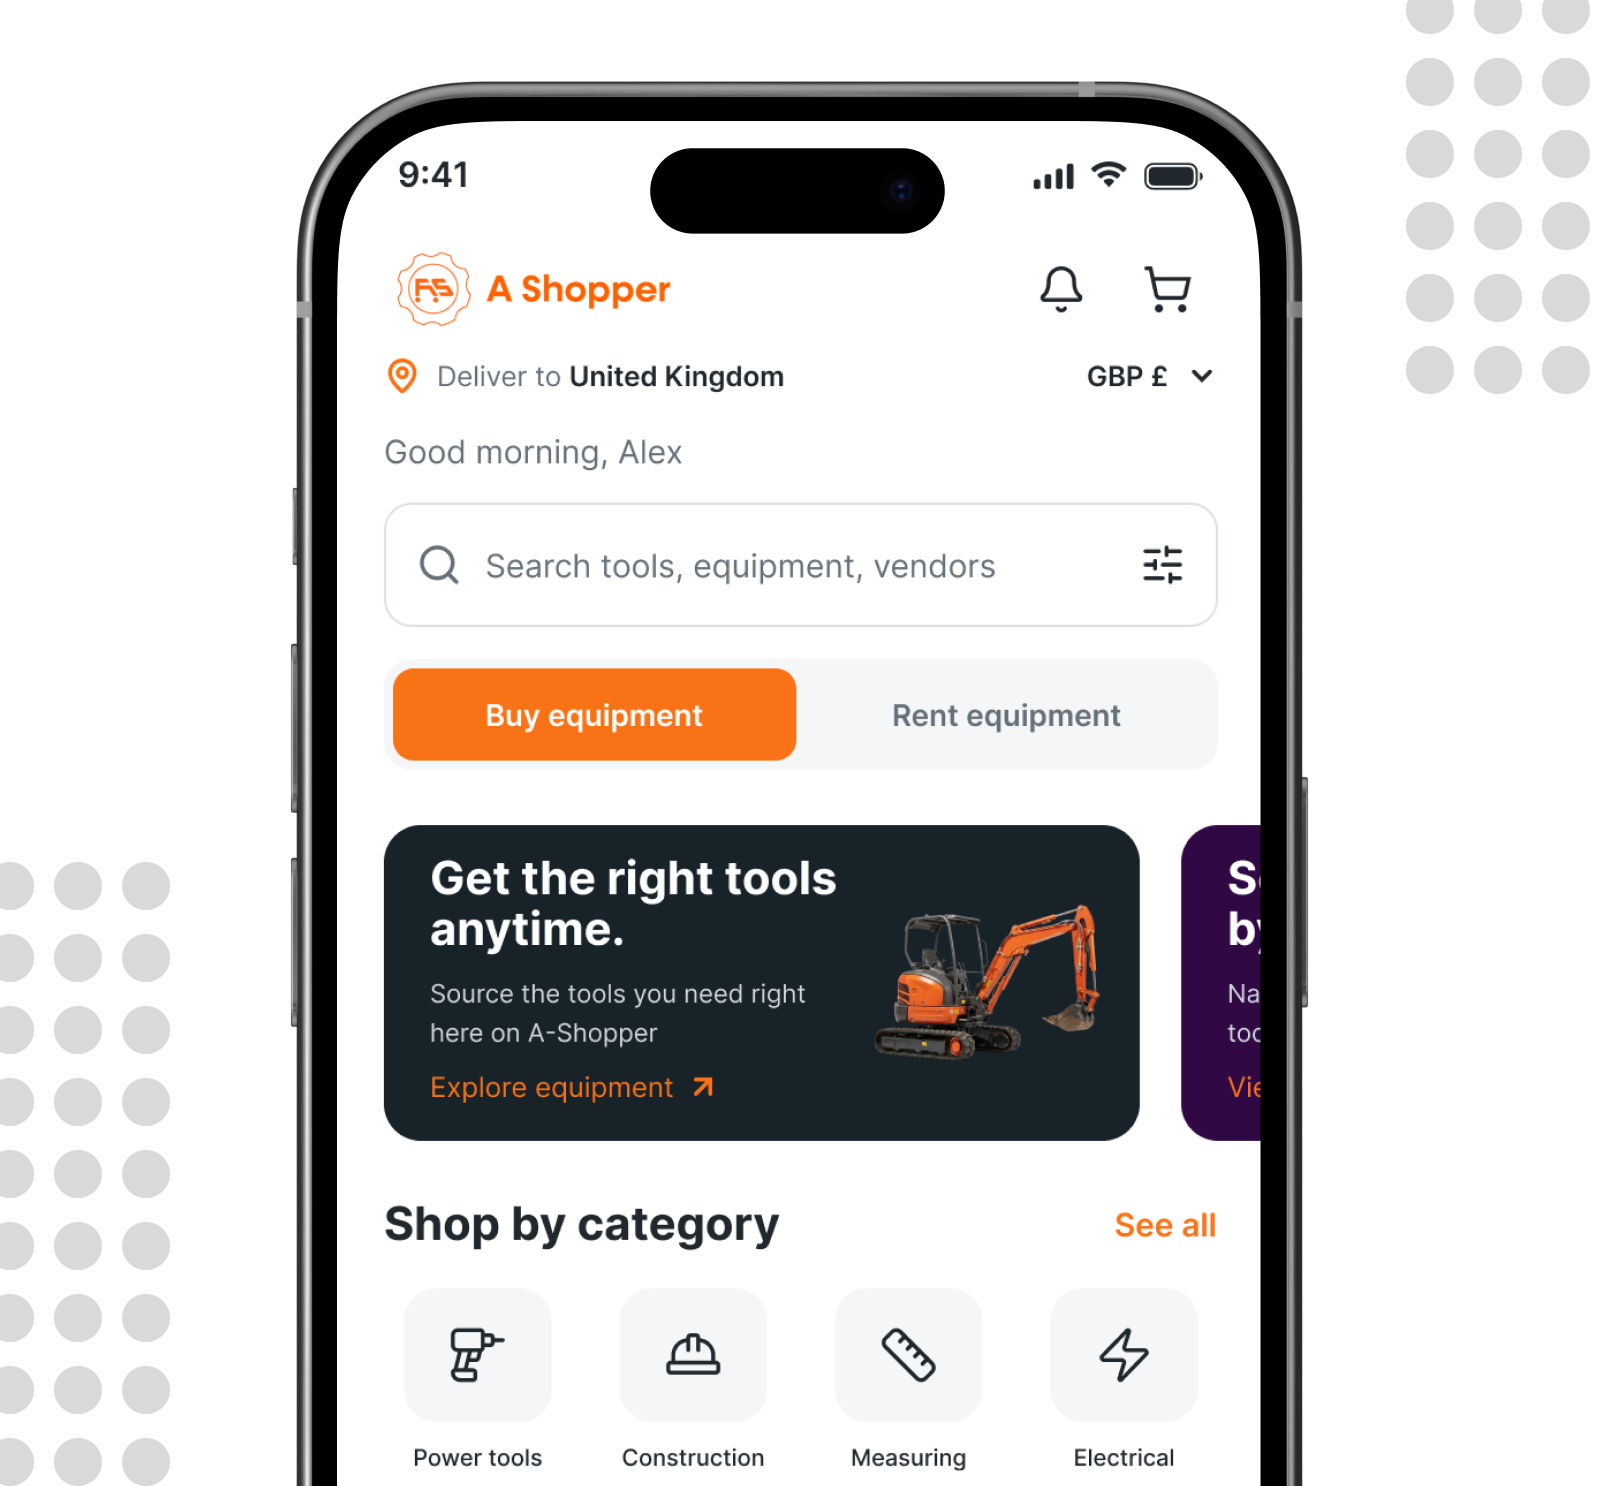 9:41
A Shopper
Deliver to United Kingdom
GBP £
Good morning, Alex
Search tools, equipment, vendors
Buy equipment
Rent equipment
Get the right tools
anytime.
Source the tools you need right
here on A-Shopper
Explore equipment
Shop by category
See all
Power tools
Construction
Measuring
Electrical